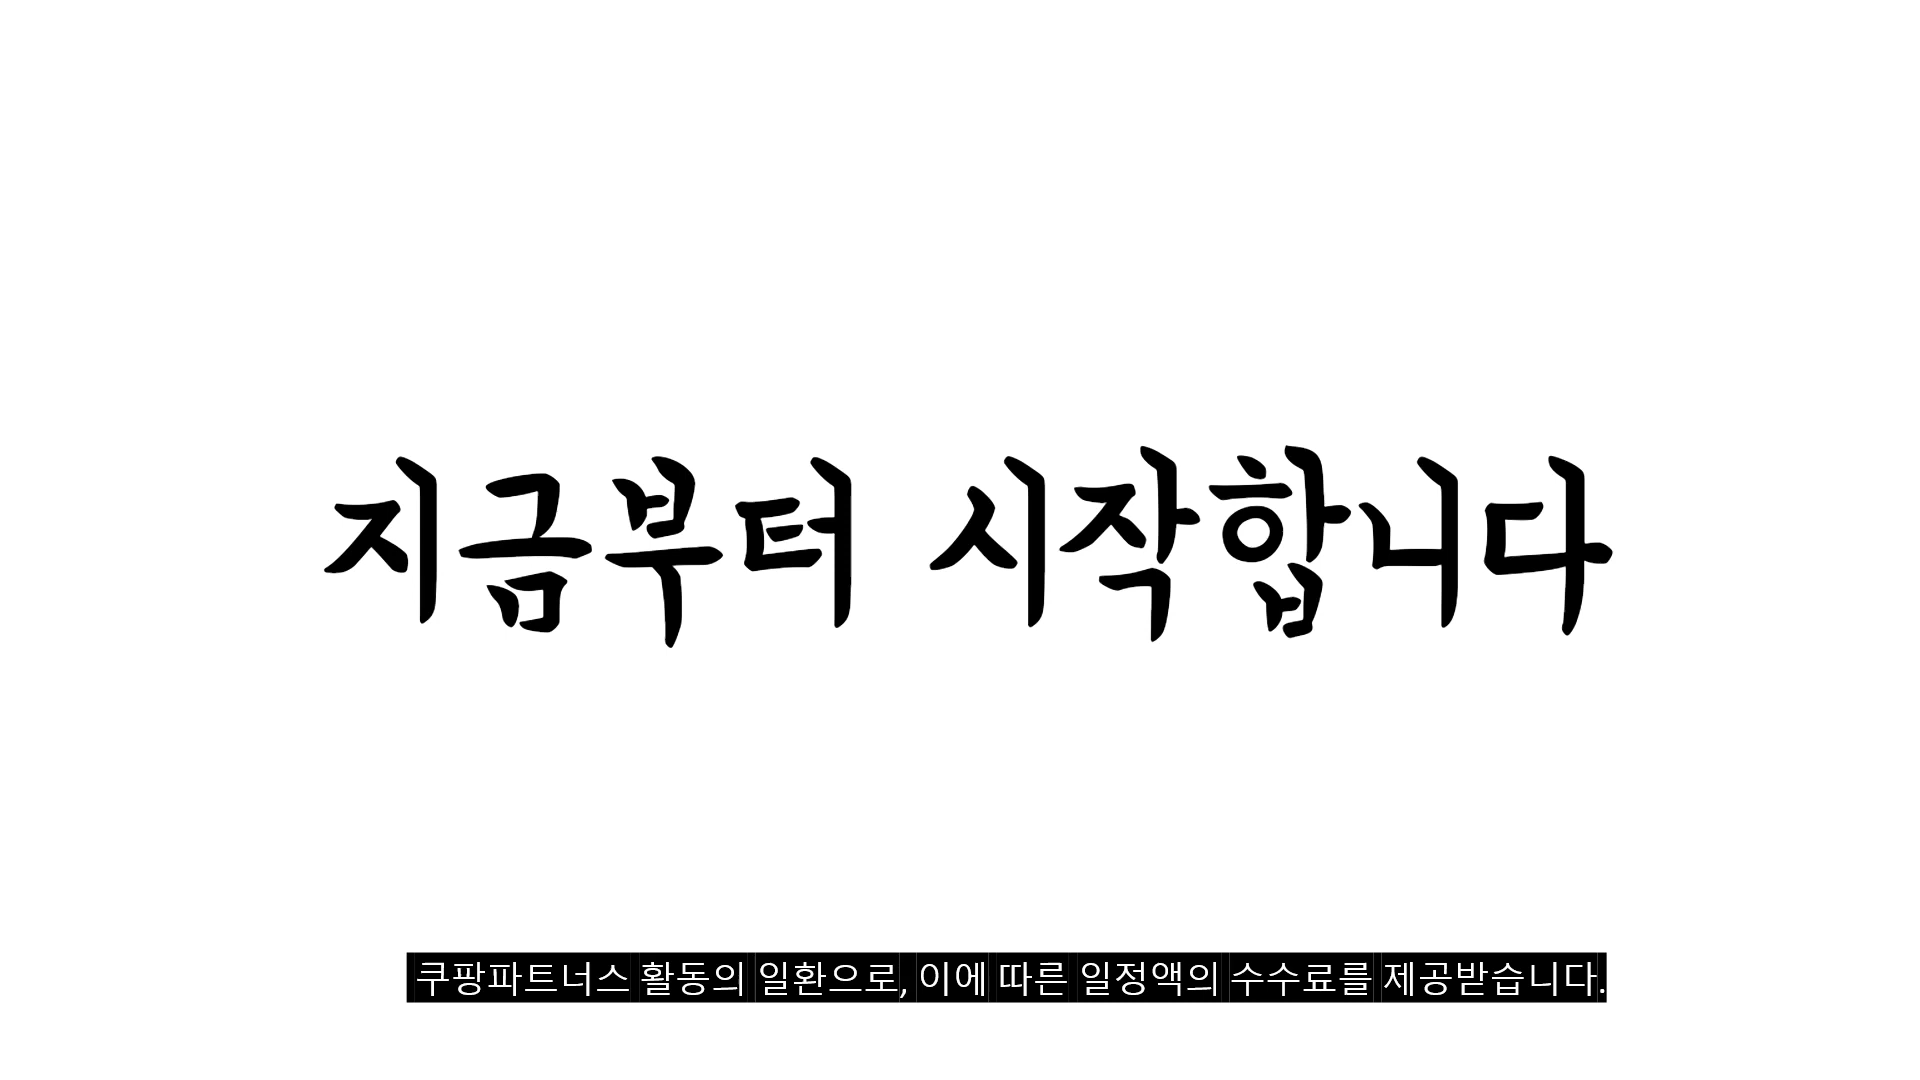 지금부터 시작합니다
쿠팡파트너스 활동의 일환으로, 이에 따른 일정액의 수수료를 제공받습니다.